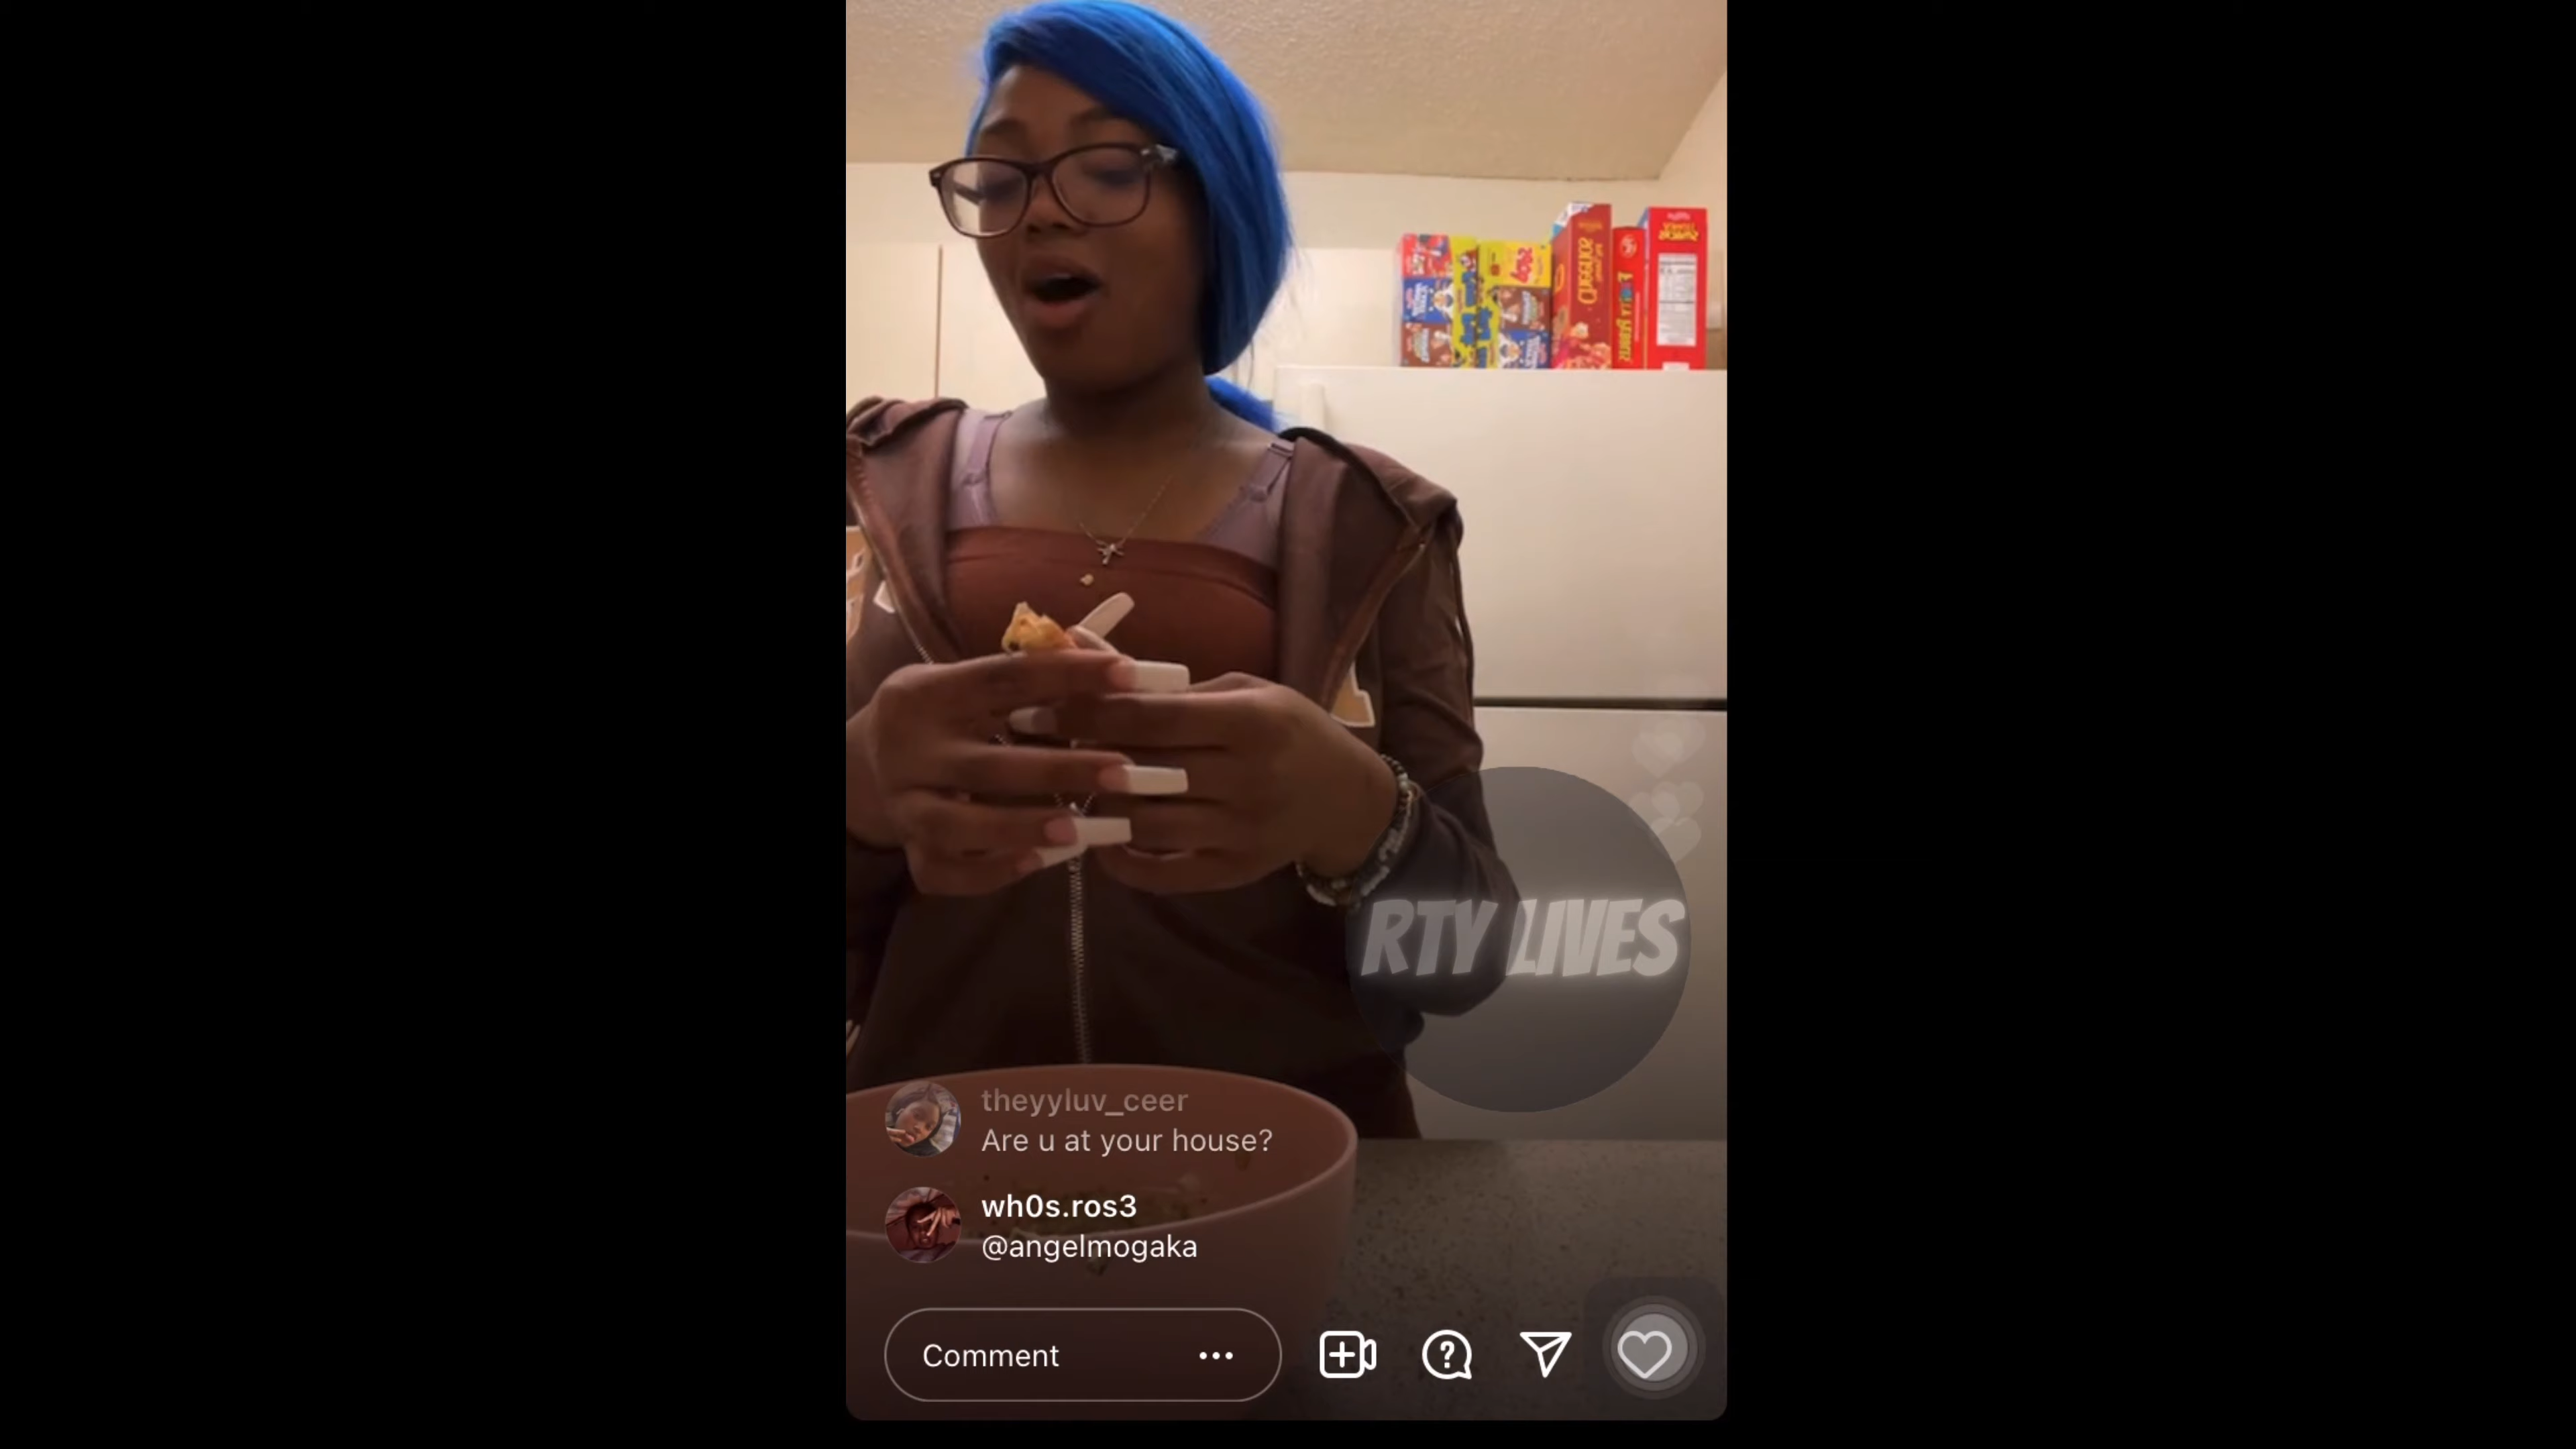 RTY LIVES
theyyluv_ceer
Are u at your house?
wh0s.ros3
@angelmogaka
Comment